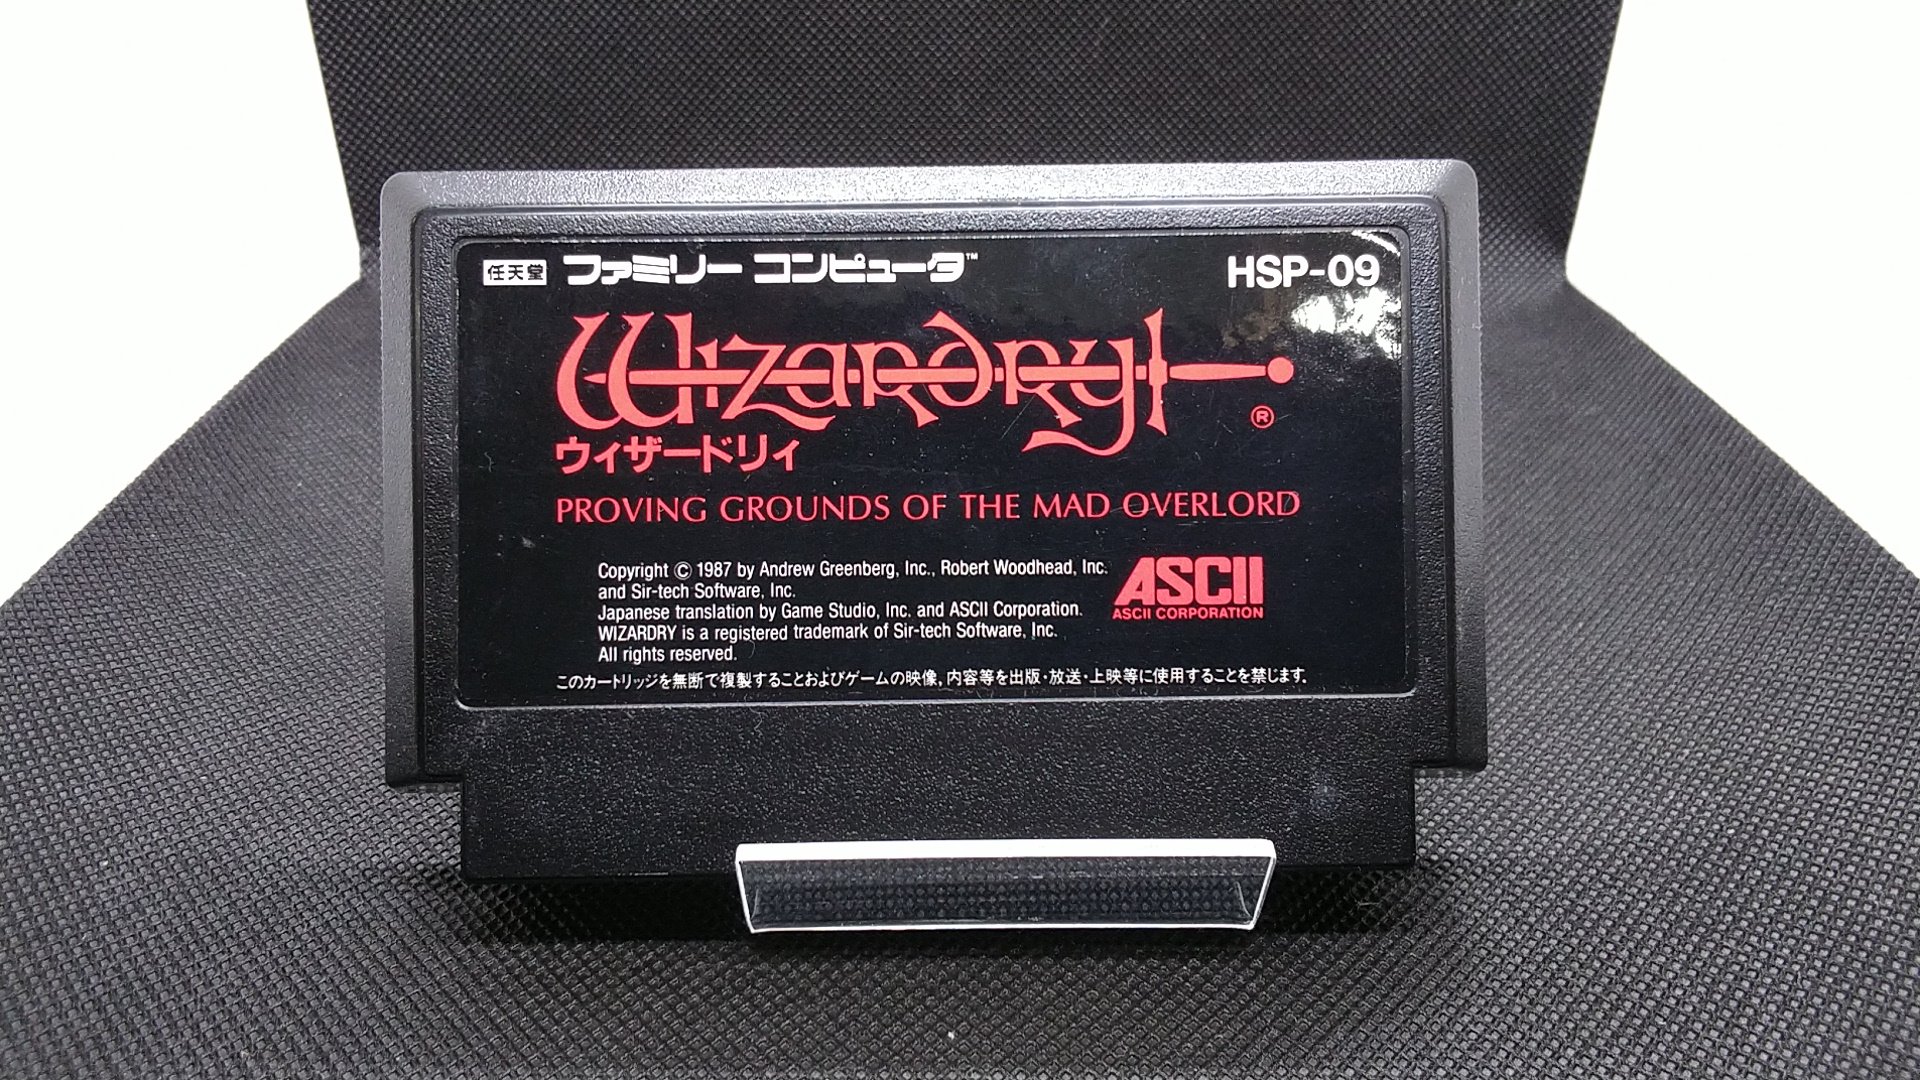 任天堂 ファミリー コンピュータ™ HSP-09
Wizardry ®
ウィザードリィ
PROVING GROUNDS OF THE MAD OVERLORD
Copyright © 1987 by Andrew Greenberg, Inc., Robert Woodhead, Inc.
and Sir-tech Software, Inc.
Japanese translation by Game Studio, Inc. and ASCII Corporation.
WIZARDRY is a registered trademark of Sir-tech Software, Inc.
All rights reserved.
ASCII
ASCII CORPORATION
このカートリッジを無断で複製することおよびゲームの映像,内容等を出版・放送・上映等に使用することを禁じます。